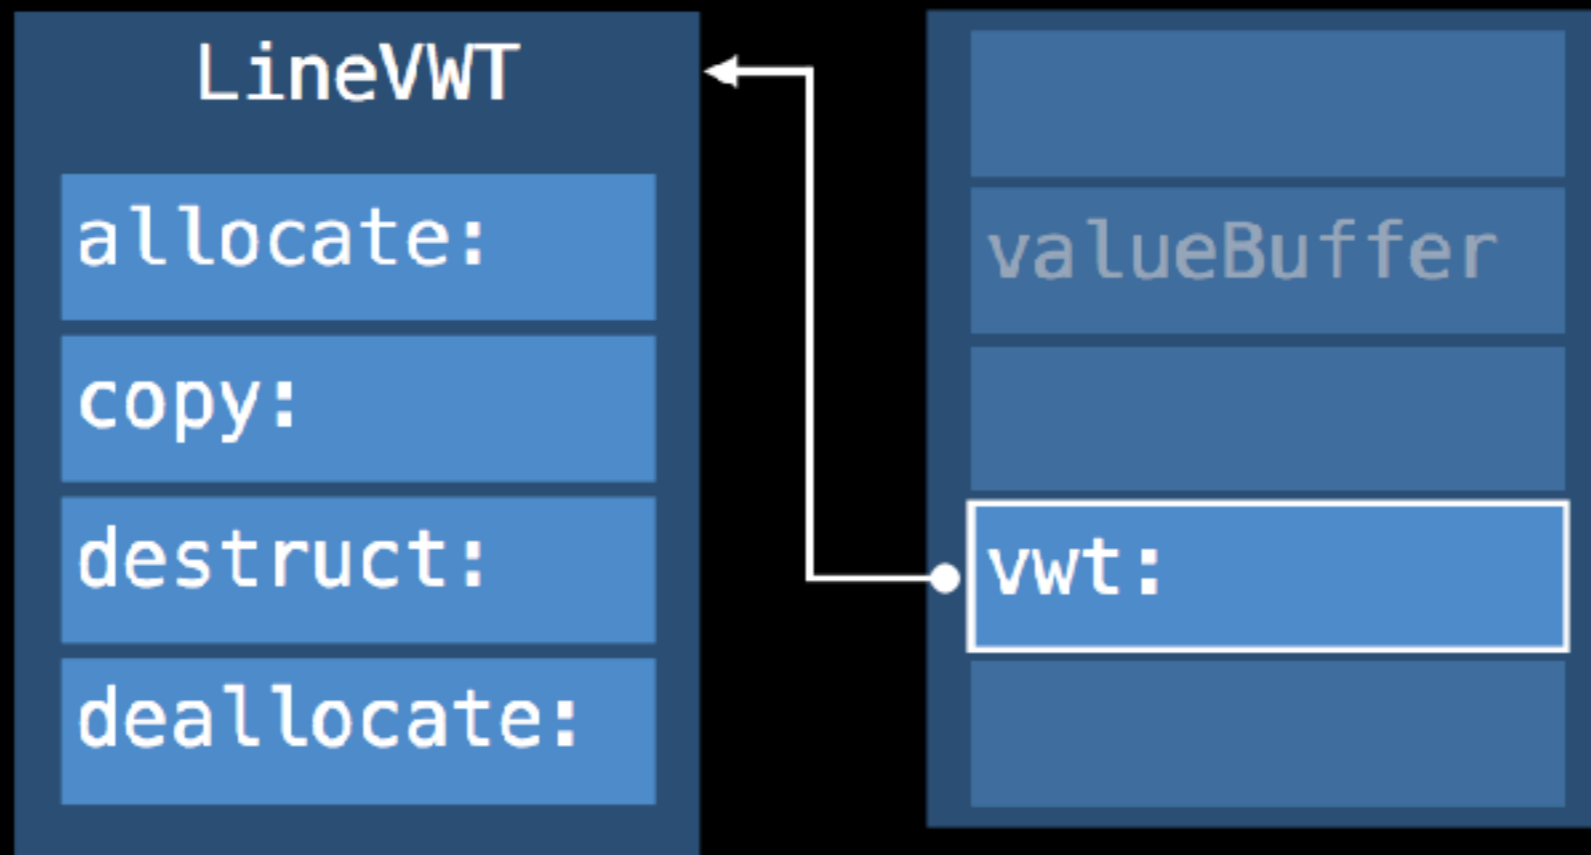 LineVWT
allocate:
copy:
destruct:
deallocate:
valueBuffer
vwt: